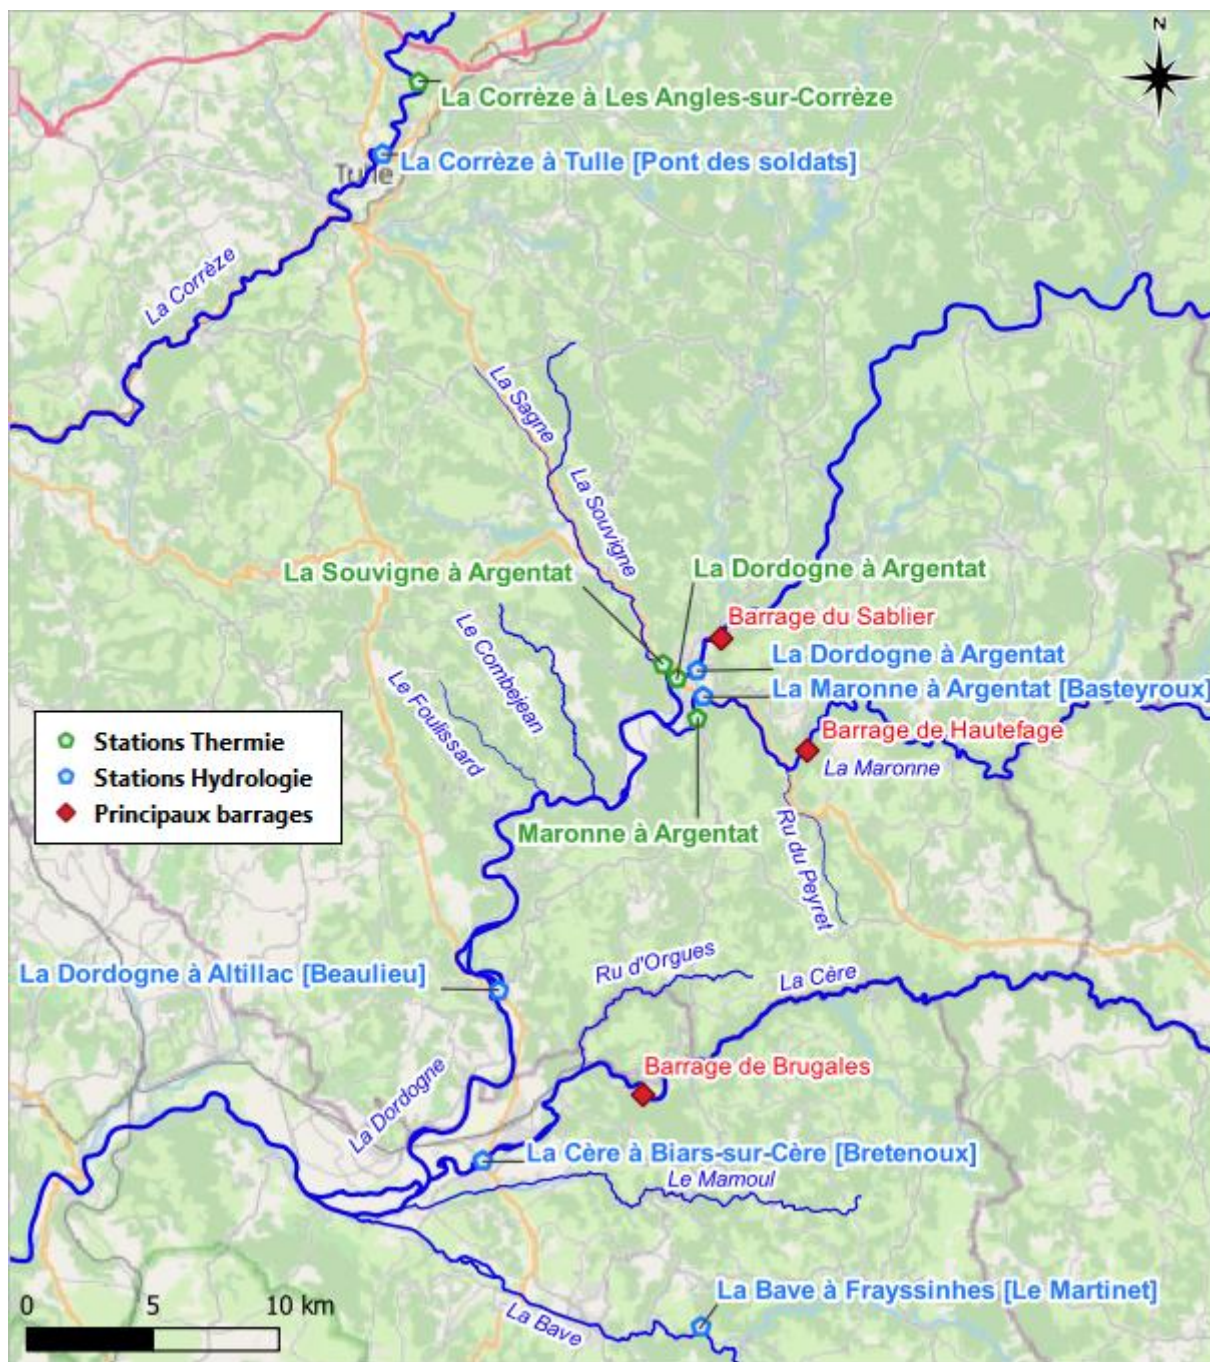 N
La Corrèze à Les Angles-sur-Corrèze
La Corrèze à Tulle [Pont des soldats]
Tulle
La Corrèze
La Sagne
La Souvigne
La Souvigne à Argentat
La Dordogne à Argentat
Barrage du Sablier
La Dordogne à Argentat
La Maronne à Argentat [Basteyroux]
Le Combejean
Le Foulissard
Barrage de Hautefage
La Maronne
Stations Thermie
Stations Hydrologie
Principaux barrages
Maronne à Argentat
Ru du Peyret
La Dordogne à Altillac [Beaulieu]
Ru d'Orgues
La Cère
Barrage de Brugales
La Dordogne
La Cère à Biars-sur-Cère [Bretenoux]
Le Mamoul
La Bave à Frayssinhes [Le Martinet]
La Bave
0 5 10 km